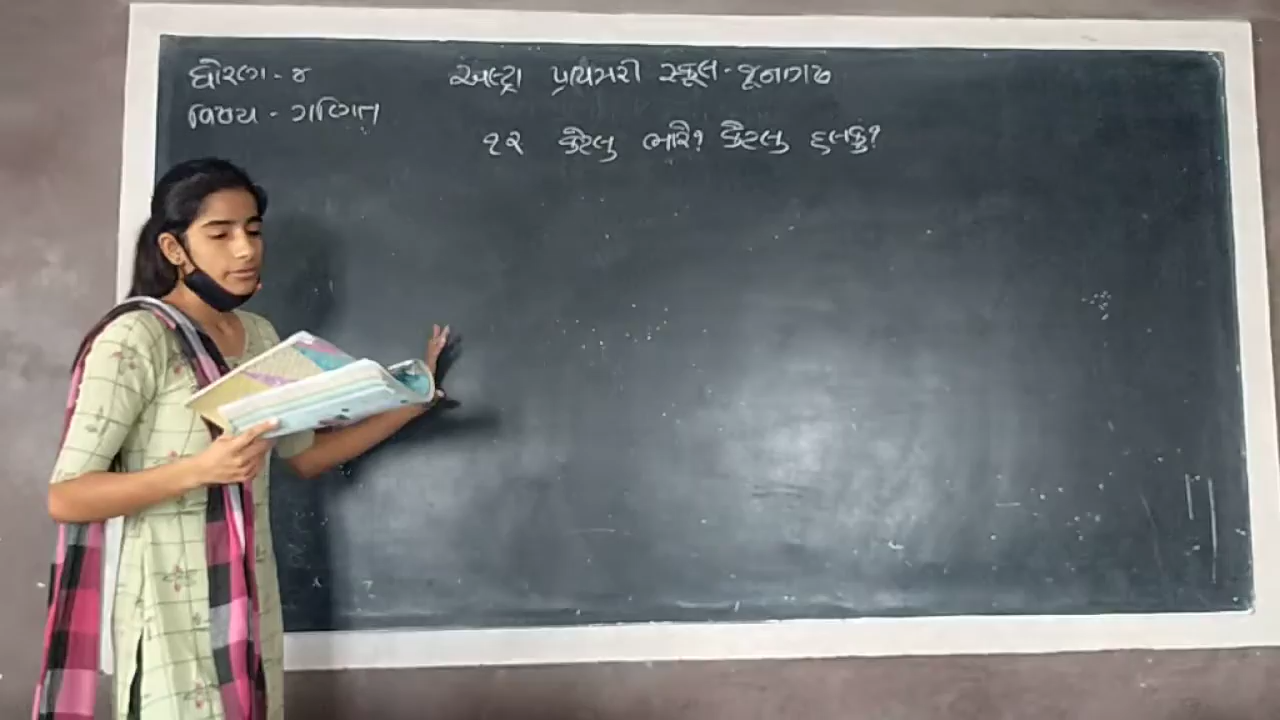 ધોરણ - ૪
અલ્ટ્રા પ્રાયમરી સ્કૂલ - જૂનાગઢ
વિષય - ગણિત
૧૨ કેટલુ ભારે? કેટલુ હલકુ?